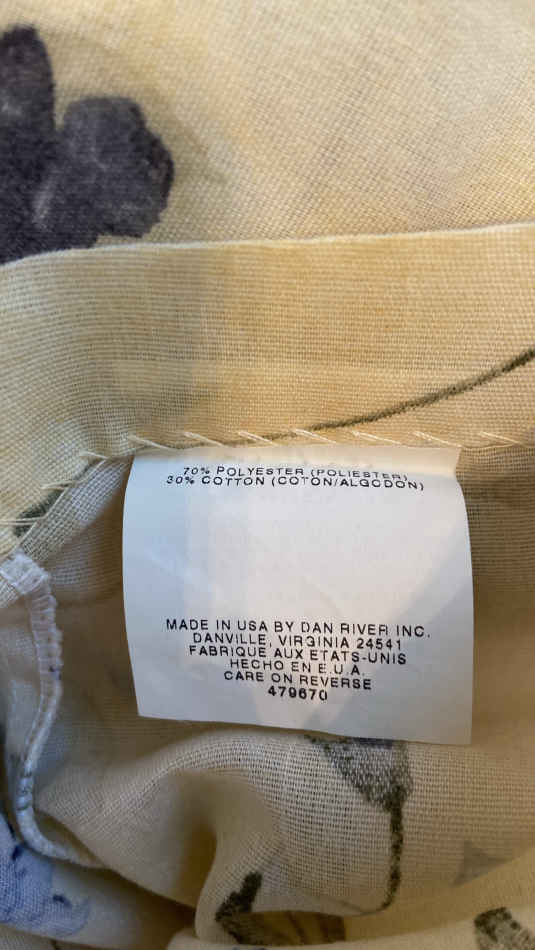 70% POLYESTER (POLIESTER)
30% COTTON (COTON/ALGODON)
MADE IN USA BY DAN RIVER INC.
DANVILLE, VIRGINIA 24541
FABRIQUE AUX ETATS-UNIS
HECHO EN E.U.A.
CARE ON REVERSE
479670